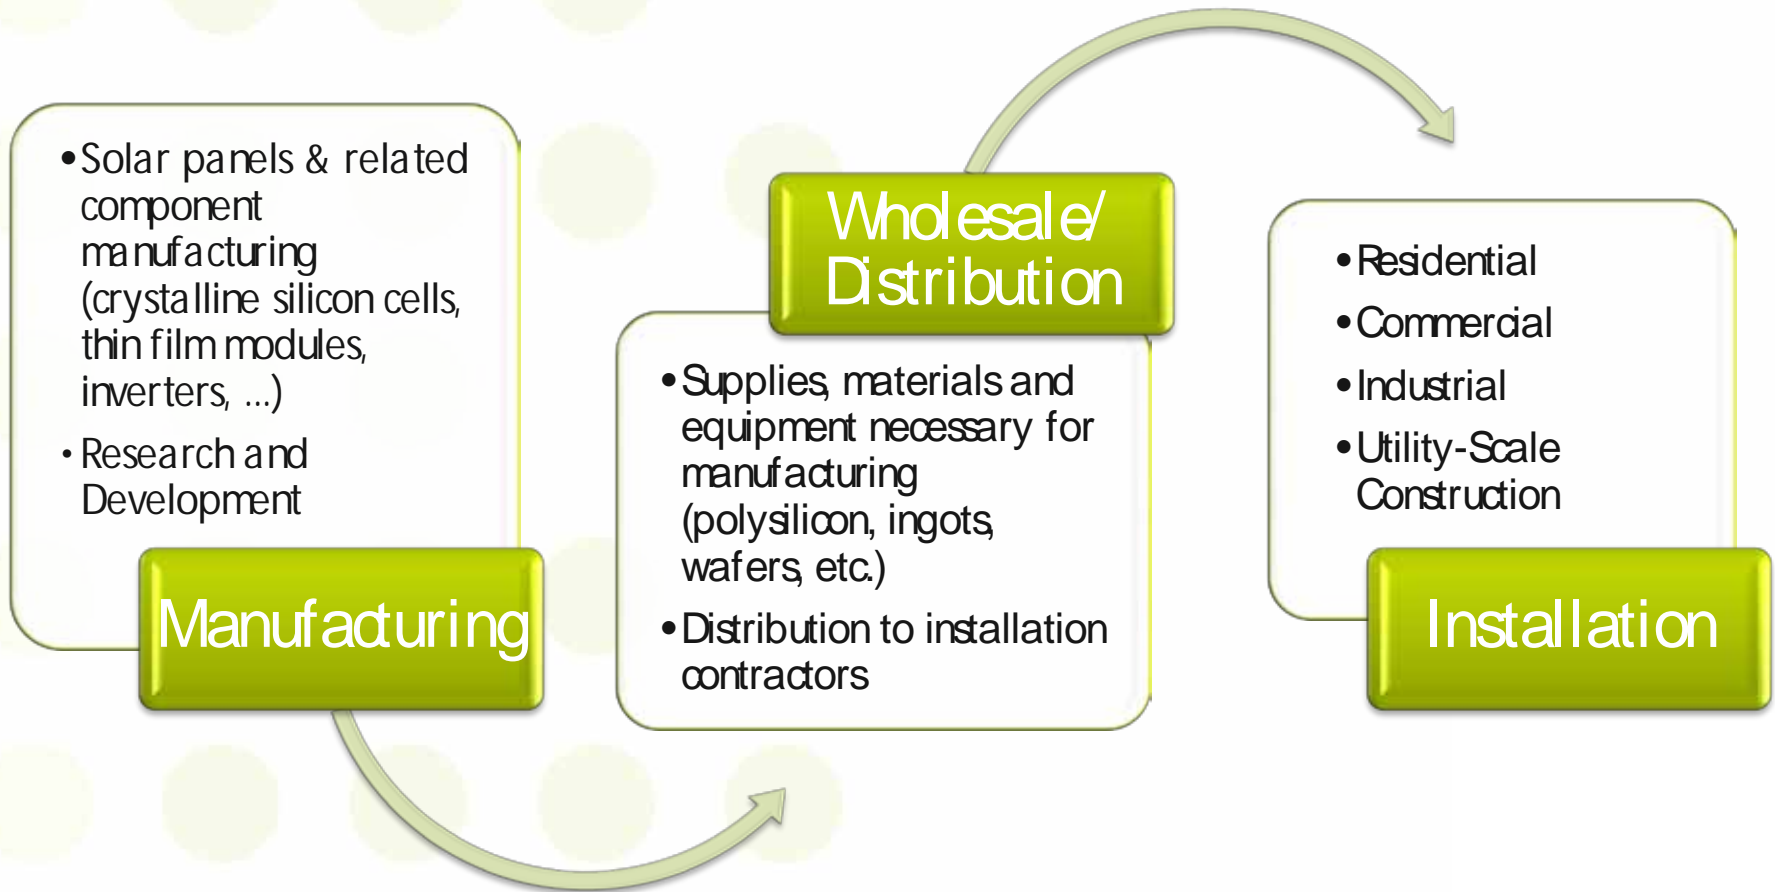 •Solar panels & related
component
manufacturing
(crystalline silicon cells,
thin film modules,
inverters, ...)
• Research and
Development
Manufacturing
Wholesale/
Distribution
•Supplies, materials and
equipment necessary for
manufacturing
(polysilicon, ingots,
wafers, etc.)
•Distribution to installation
contractors
•Residential
•Commercial
•Industrial
•Utility-Scale
Construction
Installation